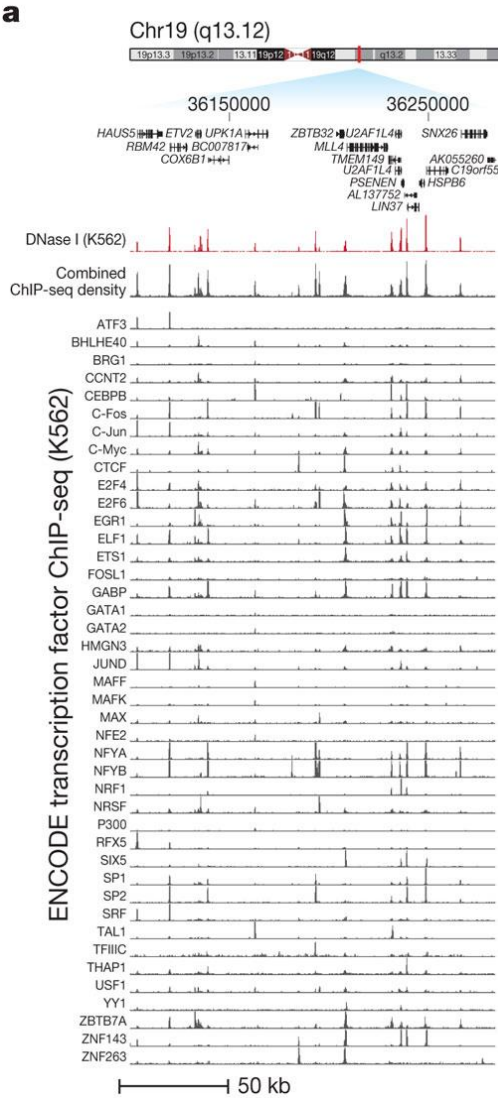 a
Chr19 (q13.12)
19p13.3 19p13.2 13.11 19p12 19q12 q13.2 13.33
36150000 36250000
HAUS5 ETV2 UPK1A ZBTB32 U2AF1L4 SNX26
RBM42 BC007817 MLL4
COX6B1 TMEM149 AK055260
U2AF1L4 C19orf55
PSENEN HSPB6
AL137752
LIN37
DNase I (K562)
Combined
ChIP-seq density
ENCODE transcription factor ChIP-seq (K562)
ATF3
BHLHE40
BRG1
CCNT2
CEBPB
C-Fos
C-Jun
C-Myc
CTCF
E2F4
E2F6
EGR1
ELF1
ETS1
FOSL1
GABP
GATA1
GATA2
HMGN3
JUND
MAFF
MAFK
MAX
NFE2
NFYA
NFYB
NRF1
NRSF
P300
RFX5
SIX5
SP1
SP2
SRF
TAL1
TFIIIC
THAP1
USF1
YY1
ZBTB7A
ZNF143
ZNF263
50 kb